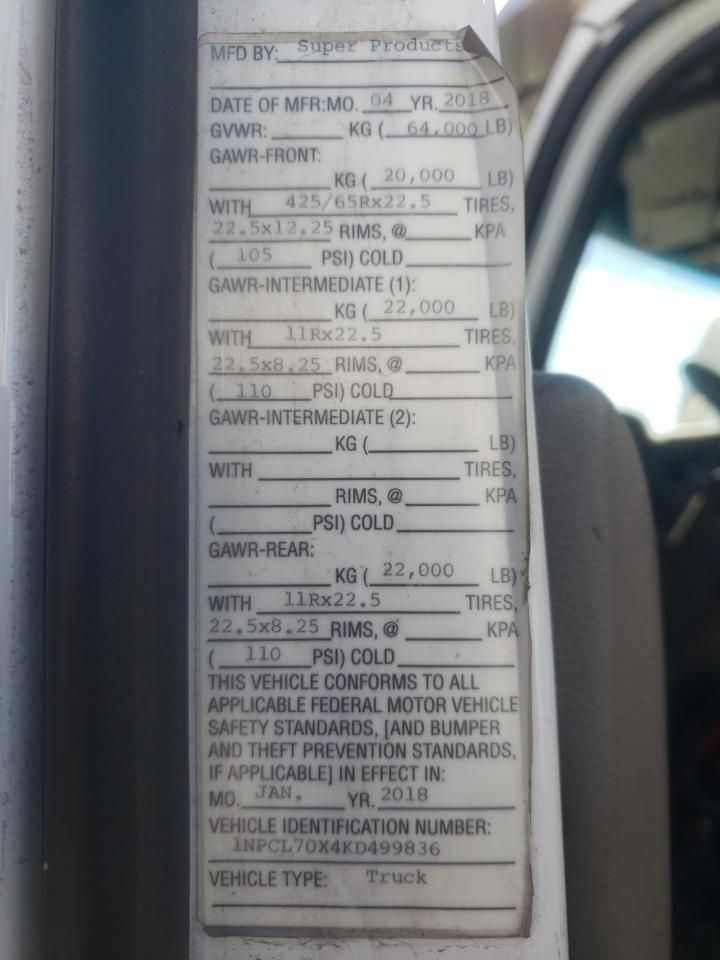 MFD BY: Super Products
DATE OF MFR:MO. 04 YR. 2018
GVWR: KG ( 64,000 LB)
GAWR-FRONT:
KG ( 20,000 LB)
WITH 425/65Rx22.5 TIRES,
22.5x12.25 RIMS, @ KPA
( 105 PSI) COLD
GAWR-INTERMEDIATE (1):
KG ( 22,000 LB)
WITH 11Rx22.5 TIRES,
22.5x8.25 RIMS, @ KPA
( 110 PSI) COLD
GAWR-INTERMEDIATE (2):
KG ( LB)
WITH TIRES,
RIMS, @ KPA
( PSI) COLD
GAWR-REAR:
KG ( 22,000 LB)
WITH 11Rx22.5 TIRES,
22.5x8.25 RIMS, @ KPA
( 110 PSI) COLD
THIS VEHICLE CONFORMS TO ALL
APPLICABLE FEDERAL MOTOR VEHICLE
SAFETY STANDARDS, [AND BUMPER
AND THEFT PREVENTION STANDARDS,
IF APPLICABLE] IN EFFECT IN:
MO. JAN. YR. 2018
VEHICLE IDENTIFICATION NUMBER:
1NPCL70X4KD499836
VEHICLE TYPE: Truck